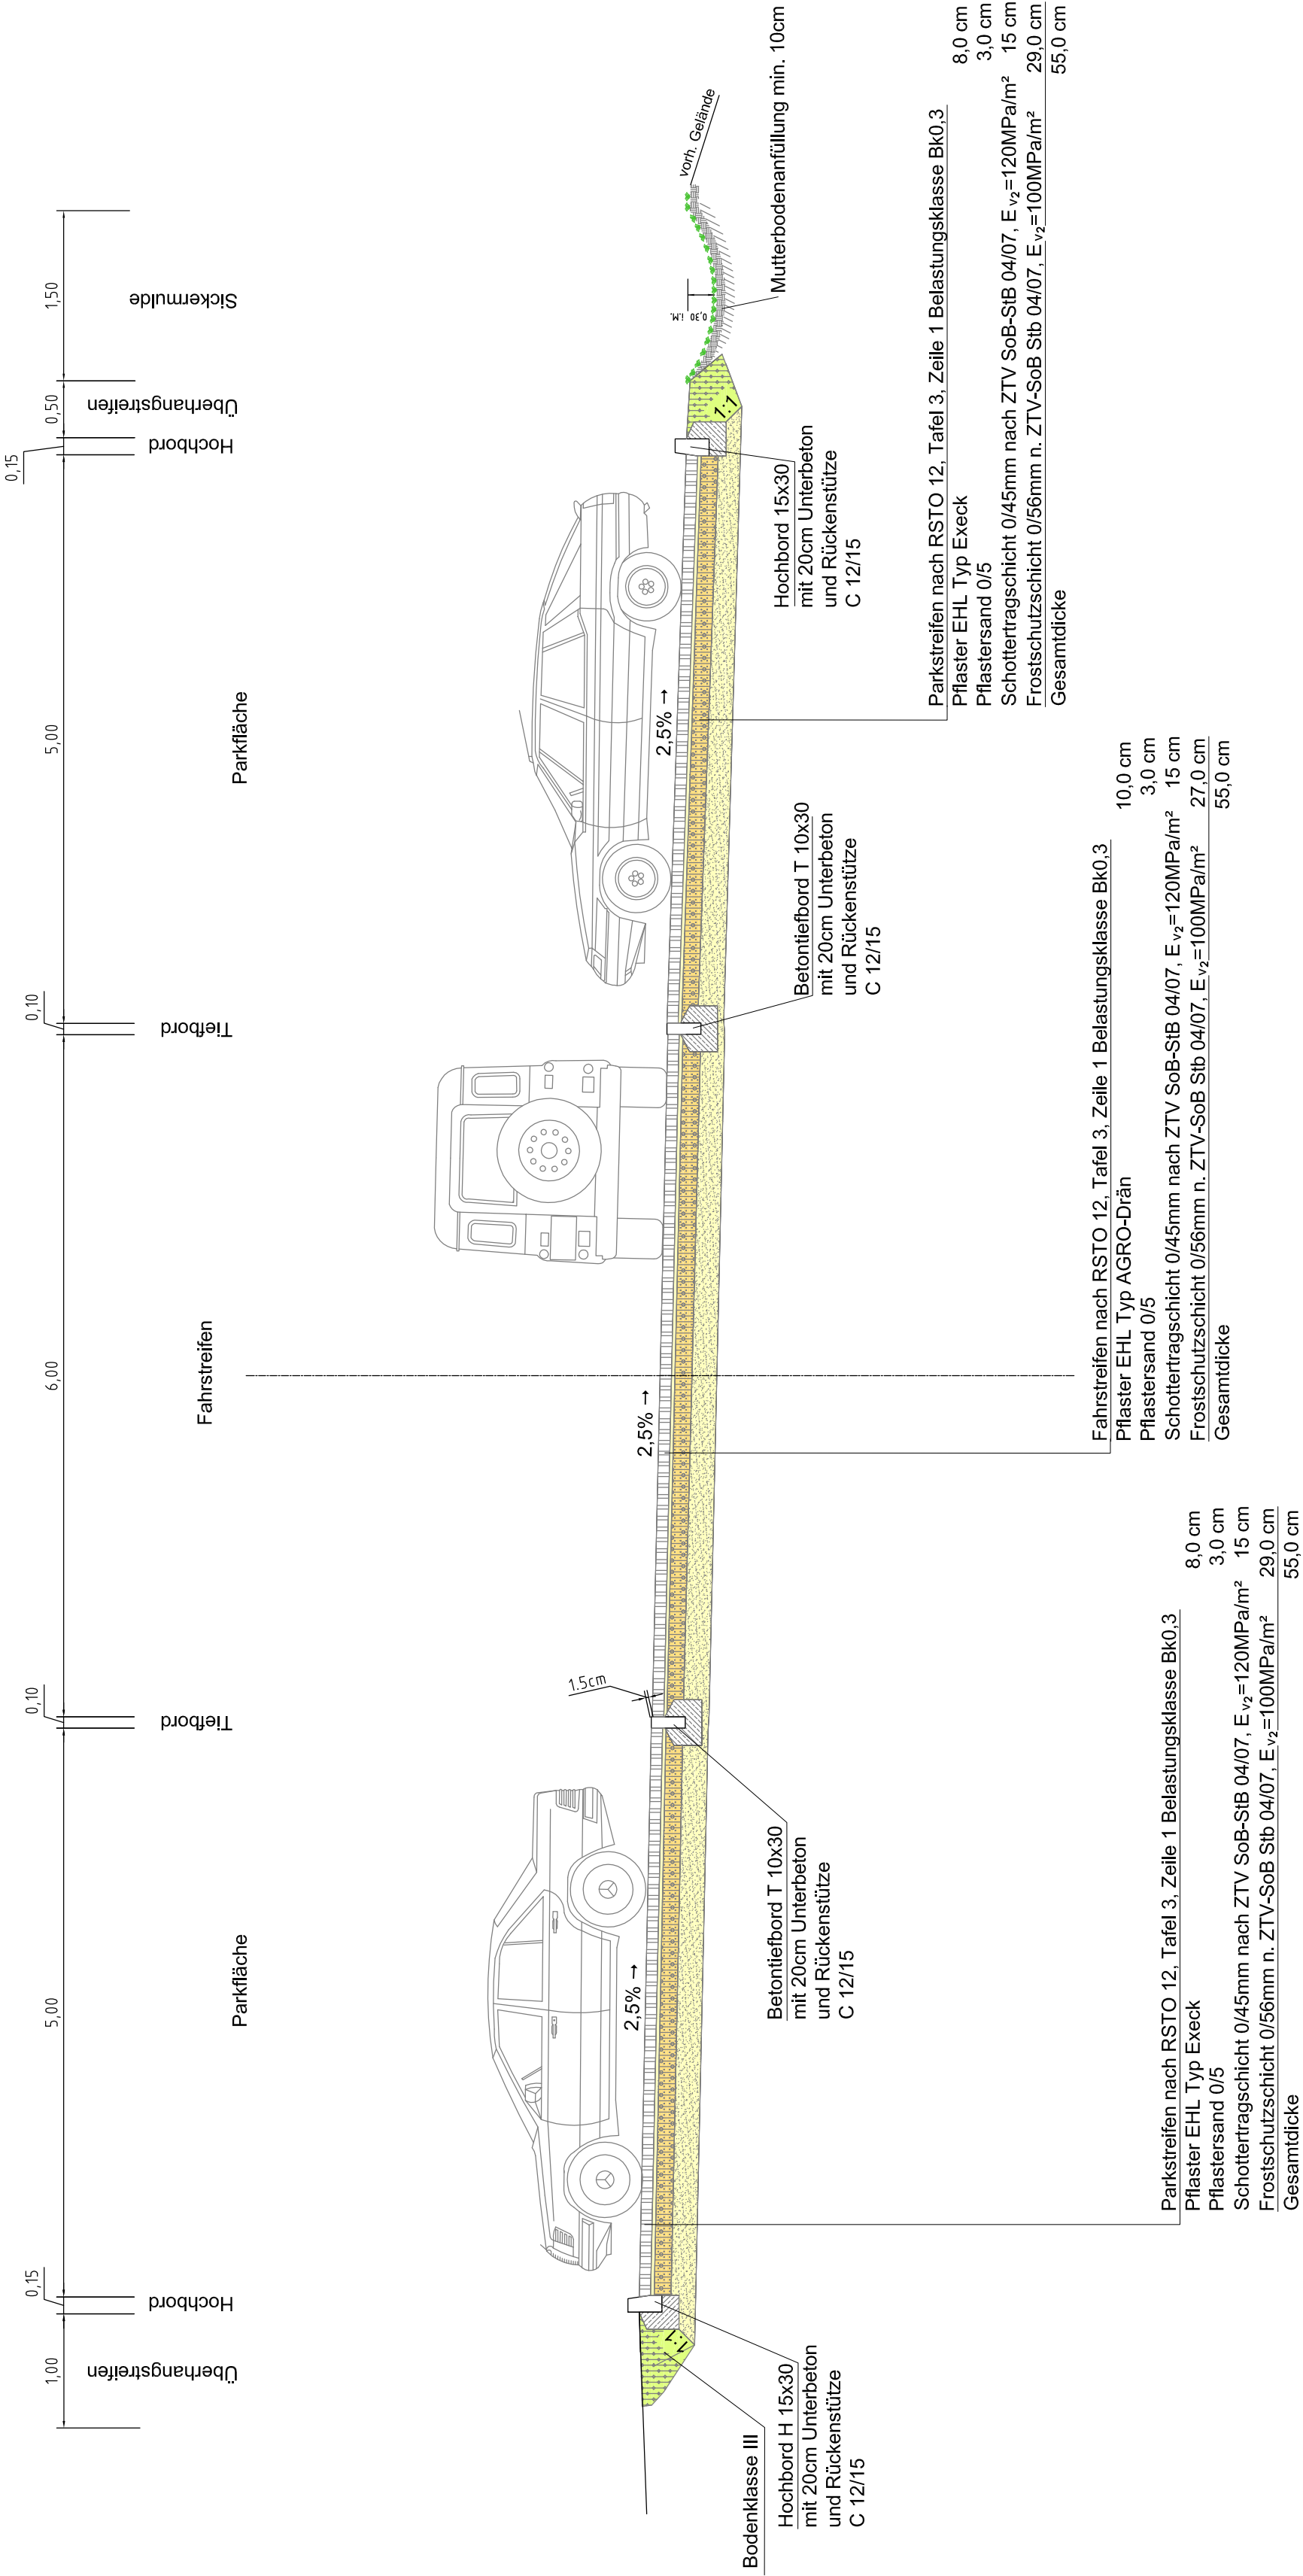 1,00
0,15
5,00
0,10
6,00
0,10
5,00
0,15
0,50
1,50
Überhangstreifen
Hochbord
Parkfläche
Tiefbord
Fahrstreifen
Tiefbord
Parkfläche
Hochbord
Überhangstreifen
Sickermulde
2,5% →
1.5cm
2,5% →
2,5% →
1:1
1:1
0,30 i.M.
vorh. Gelände
Mutterbodenanfüllung min. 10cm
Bodenklasse III
Hochbord H 15x30
mit 20cm Unterbeton
und Rückenstütze
C 12/15
Betontiefbord T 10x30
mit 20cm Unterbeton
und Rückenstütze
C 12/15
Betontiefbord T 10x30
mit 20cm Unterbeton
und Rückenstütze
C 12/15
Hochbord 15x30
mit 20cm Unterbeton
und Rückenstütze
C 12/15
Parkstreifen nach RSTO 12, Tafel 3, Zeile 1 Belastungsklasse Bk0,3
Pflaster EHL Typ Execk 8,0 cm
Pflastersand 0/5 3,0 cm
Schottertragschicht 0/45mm nach ZTV SoB-StB 04/07, Ev2=120MPa/m² 15 cm
Frostschutzschicht 0/56mm n. ZTV-SoB Stb 04/07, Ev2=100MPa/m² 29,0 cm
Gesamtdicke 55,0 cm
Fahrstreifen nach RSTO 12, Tafel 3, Zeile 1 Belastungsklasse Bk0,3
Pflaster EHL Typ AGRO-Drän 10,0 cm
Pflastersand 0/5 3,0 cm
Schottertragschicht 0/45mm nach ZTV SoB-StB 04/07, Ev2=120MPa/m² 15 cm
Frostschutzschicht 0/56mm n. ZTV-SoB Stb 04/07, Ev2=100MPa/m² 27,0 cm
Gesamtdicke 55,0 cm
Parkstreifen nach RSTO 12, Tafel 3, Zeile 1 Belastungsklasse Bk0,3
Pflaster EHL Typ Execk 8,0 cm
Pflastersand 0/5 3,0 cm
Schottertragschicht 0/45mm nach ZTV SoB-StB 04/07, Ev2=120MPa/m² 15 cm
Frostschutzschicht 0/56mm n. ZTV-SoB Stb 04/07, Ev2=100MPa/m² 29,0 cm
Gesamtdicke 55,0 cm